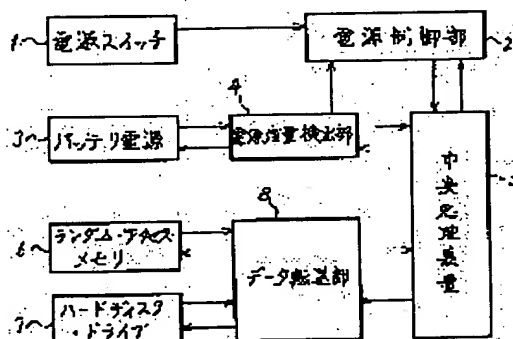 1
電源スイッチ
電源制御部
2
3
バッテリ電源
4
電源残量検出部
中央処理装置
5
6
ランダム・アクセス・
メモリ
8
データ転送部
7
ハードディスク
・ドライブ